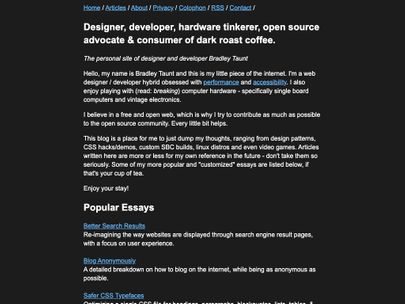 Home / Articles / About / Privacy / Colophon / RSS / Contact /
Designer, developer, hardware tinkerer, open source
advocate & consumer of dark roast coffee.
The personal site of designer and developer Bradley Taunt
Hello, my name is Bradley Taunt and this is my little piece of the internet. I'm a web
designer / developer hybrid obsessed with performance and accessibility. I also
enjoy playing with (read: breaking) computer hardware - specifically single board
computers and vintage electronics.
I believe in a free and open web, which is why I try to contribute as much as possible
to the open source community. Every little bit helps.
This blog is a place for me to just dump my thoughts, ranging from design patterns,
CSS hacks/demos, custom SBC builds, linux distros and even video games. Articles
written here are more or less for my own reference in the future - don't take them so
seriously. Some of my more popular and "customized" essays are listed below, if
that's your cup of tea.
Enjoy your stay!
Popular Essays
Better Search Results
Re-imagining the way websites are displayed through search engine result pages,
with a focus on user experience.
Blog Anonymously
A detailed breakdown on how to blog on the internet, while being as anonymous as
possible.
Safer CSS Typefaces